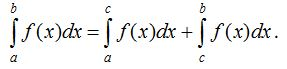 ∫_a^b f(x)dx = ∫_a^c f(x)dx + ∫_c^b f(x)dx.